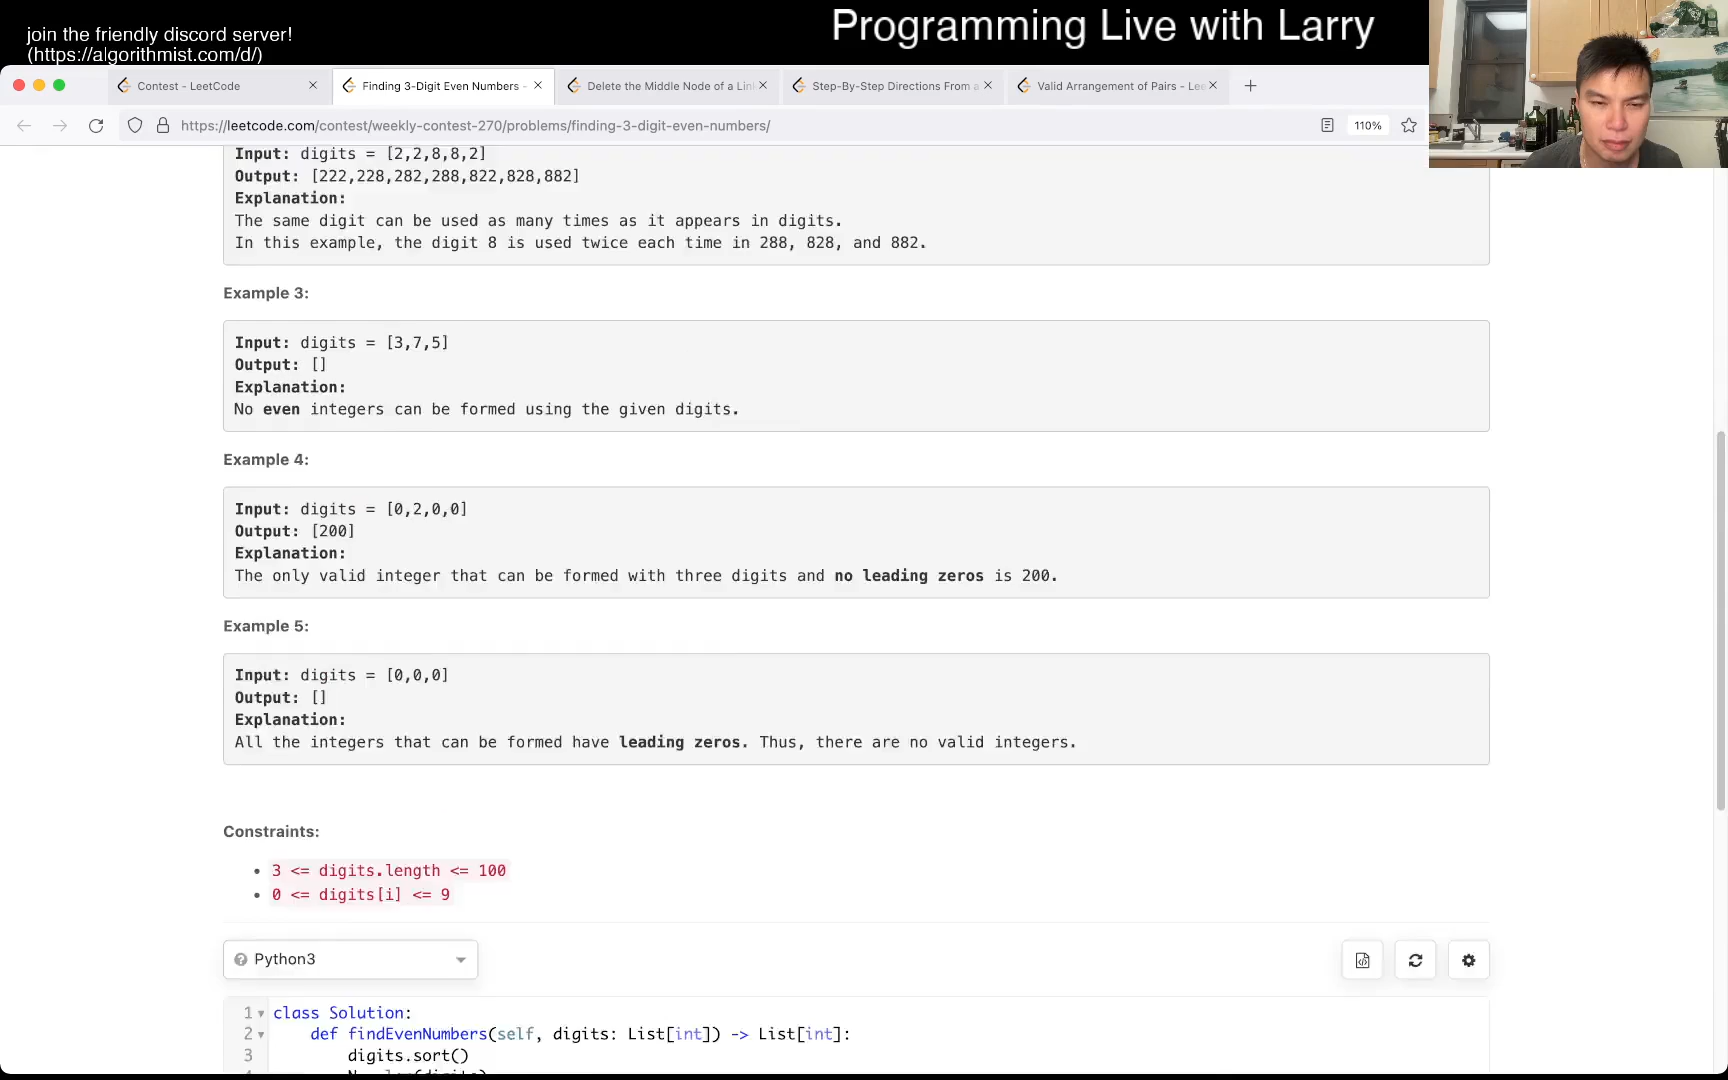 join the friendly discord server!
(https://algorithmist.com/d/)
Programming Live with Larry
Contest - LeetCode
Finding 3-Digit Even Numbers -
Delete the Middle Node of a Lin
Step-By-Step Directions From a
Valid Arrangement of Pairs - Lee
https://leetcode.com/contest/weekly-contest-270/problems/finding-3-digit-even-numbers/
110%
Input: digits = [2,2,8,8,2]
Output: [222,228,282,288,822,828,882]
Explanation:
The same digit can be used as many times as it appears in digits.
In this example, the digit 8 is used twice each time in 288, 828, and 882.
Example 3:
Input: digits = [3,7,5]
Output: []
Explanation:
No even integers can be formed using the given digits.
Example 4:
Input: digits = [0,2,0,0]
Output: [200]
Explanation:
The only valid integer that can be formed with three digits and no leading zeros is 200.
Example 5:
Input: digits = [0,0,0]
Output: []
Explanation:
All the integers that can be formed have leading zeros. Thus, there are no valid integers.
Constraints:
• 3 <= digits.length <= 100
• 0 <= digits[i] <= 9
Python3
1 class Solution:
2 def findEvenNumbers(self, digits: List[int]) -> List[int]:
3 digits.sort()